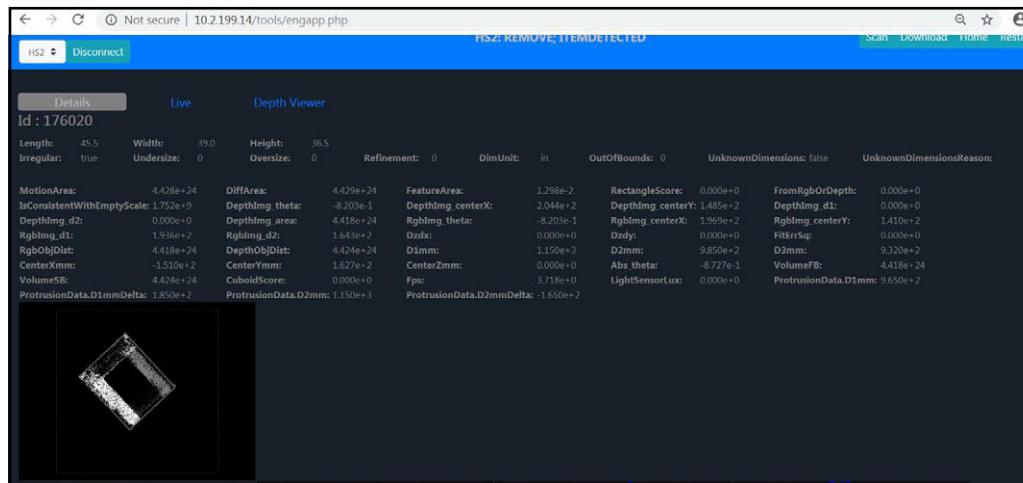 Not secure | 10.2.199.14/tools/engapp.php
HS2 Disconnect HS2: REMOVE; ITEMDETECTED Scan Download Home
Details Live Depth Viewer
Id : 176020
Length: 45.5 Width: 39.0 Height: 36.5
Irregular: true Undersize: 0 Oversize: 0 Refinement: 0 DimUnit: in OutOfBounds: 0 UnknownDimensions: false UnknownDimensionsReason:
MotionArea: 4.428e+24 DiffArea: 4.429e+24 FeatureArea: 1.298e-2 RectangleScore: 0.000e+0 FromRgbOrDepth: 0.000e+0
IsConsistentWithEmptyScale: 1.752e+9 DepthImg_theta: -8.203e-1 DepthImg_centerX: 2.044e+2 DepthImg_centerY: 1.485e+2 DepthImg_d1: 0.000e+0
DepthImg_d2: 0.000e+0 DepthImg_area: 4.418e+24 RgbImg_theta: -8.203e-1 RgbImg_centerX: 1.969e+2 RgbImg_centerY: 1.410e+2
RgbImg_d1: 1.936e+2 RgbImg_d2: 1.643e+2 Dzdx: 0.000e+0 Dzdy: 0.000e+0 FitErrSq: 0.000e+0
RgbObjDist: 4.418e+24 DepthObjDist: 4.424e+24 D1mm: 1.150e+3 D2mm: 9.850e+2 D3mm: 9.320e+2
CenterXmm: -1.510e+2 CenterYmm: 1.627e+2 CenterZmm: 0.000e+0 Abs_theta: -8.727e-1 VolumeFB: 4.418e+24
VolumeSB: 4.424e+24 CuboidScore: 0.000e+0 Fps: 3.718e+0 LightSensorLux: 0.000e+0 ProtrusionData.D1mm: 9.650e+2
ProtrusionData.D1mmDelta: 1.850e+2 ProtrusionData.D2mm: 1.150e+3 ProtrusionData.D2mmDelta: -1.650e+2